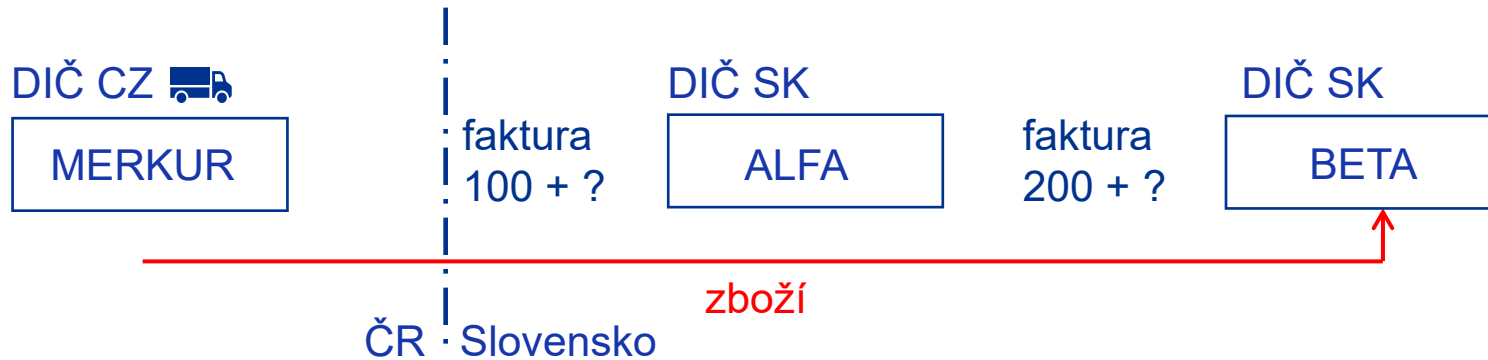 DIČ CZ
DIČ SK
DIČ SK
MERKUR
faktura
100 + ?
ALFA
faktura
200 + ?
BETA
zboží
ČR
Slovensko